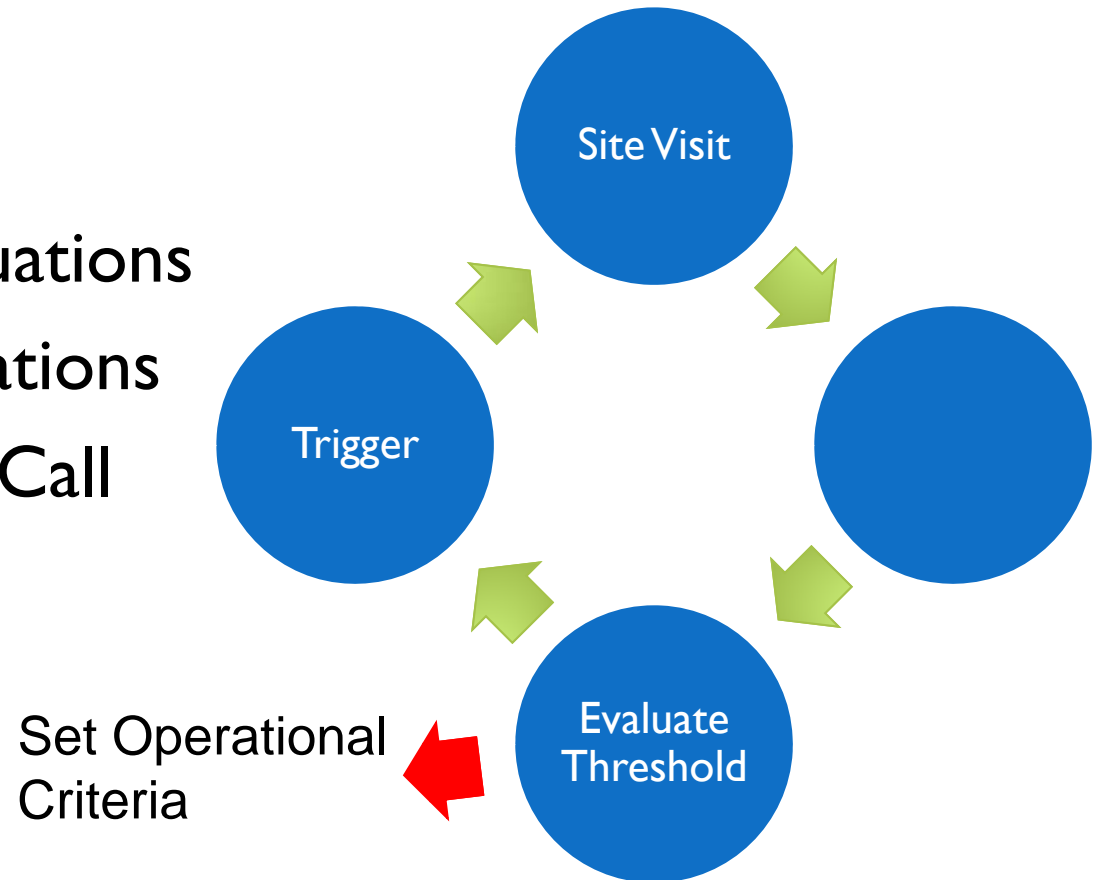 Site Visit
uations
ations
Call
Trigger
Set Operational
Criteria
Evaluate
Threshold